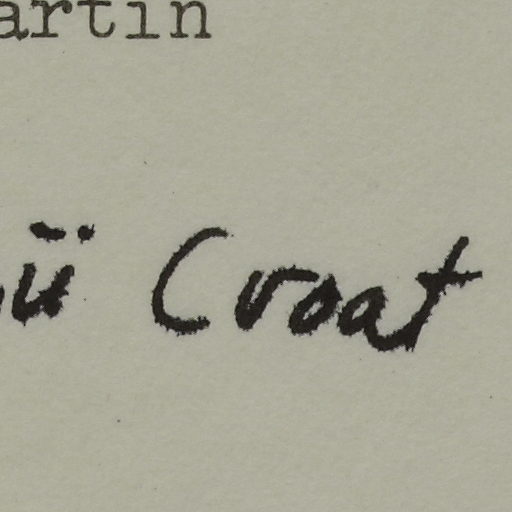 artin
ü Croat